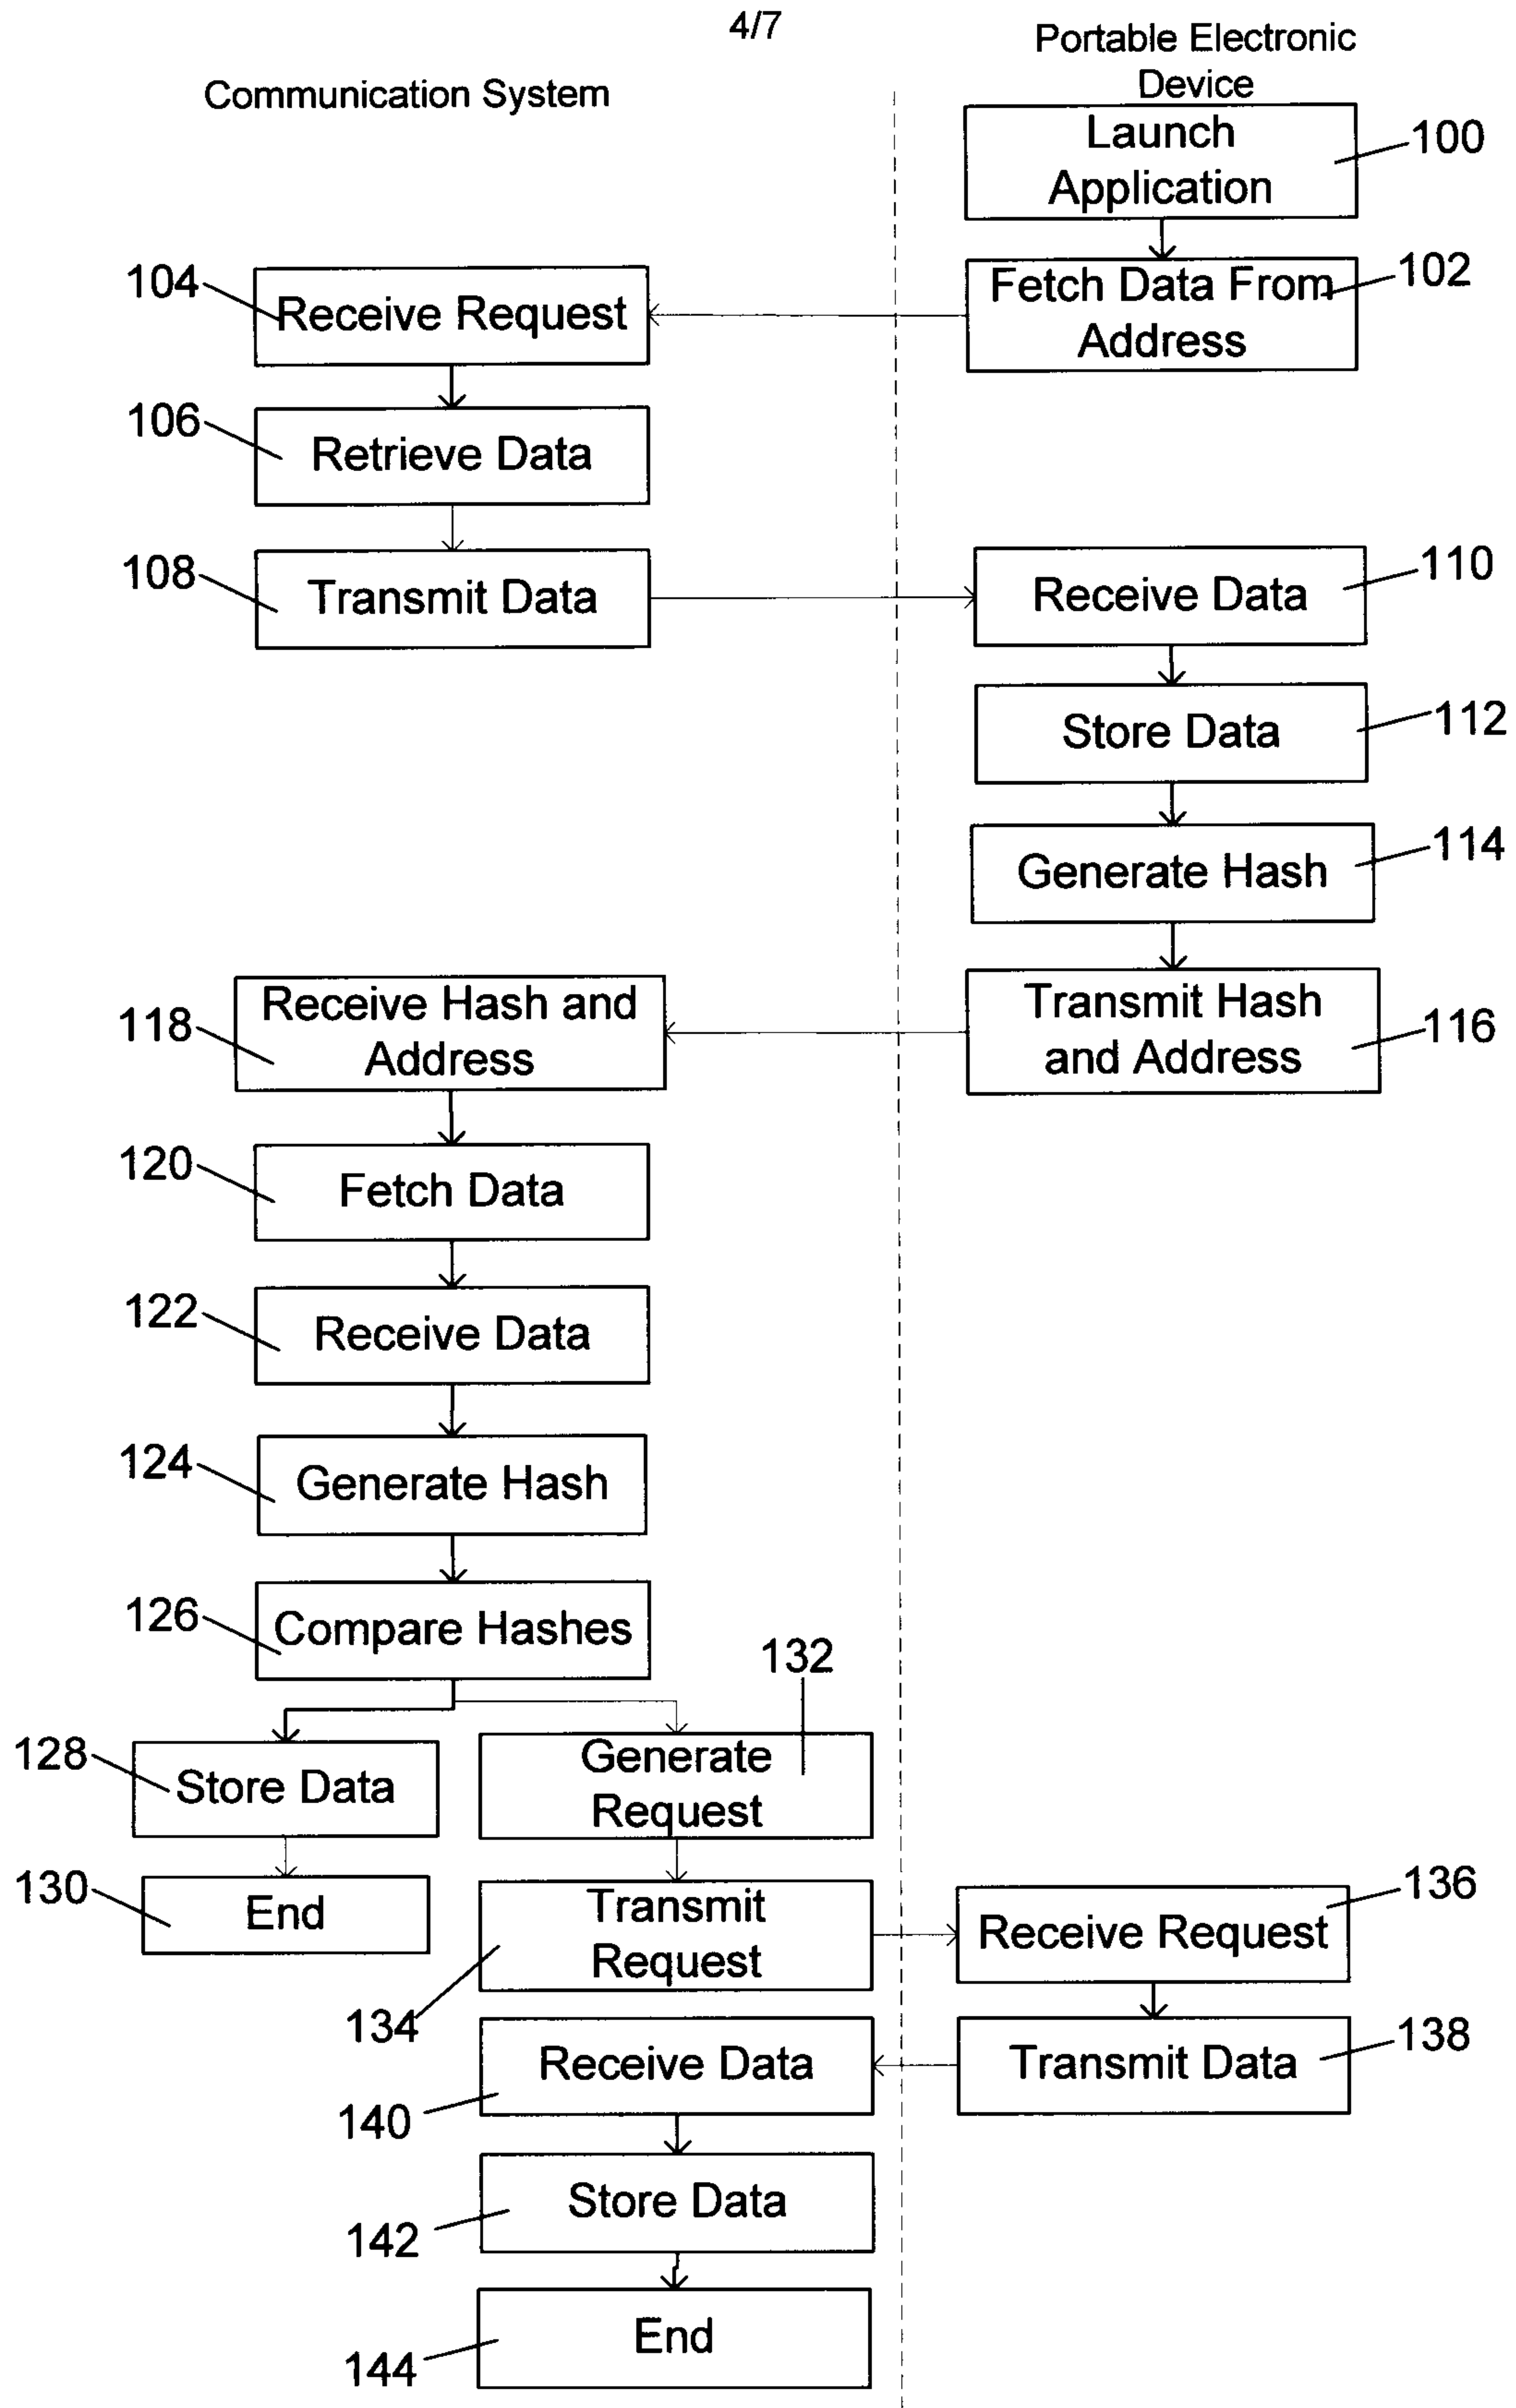 4/7
Communication System
Portable Electronic
Device
Launch
Application
100
Fetch Data From
Address
102
104
Receive Request
106
Retrieve Data
108
Transmit Data
Receive Data
110
Store Data
112
Generate Hash
114
Transmit Hash
and Address
116
118
Receive Hash and
Address
120
Fetch Data
122
Receive Data
124
Generate Hash
126
Compare Hashes
132
128
Store Data
Generate
Request
130
End
Transmit
Request
134
Receive Request
136
Transmit Data
138
Receive Data
140
Store Data
142
End
144